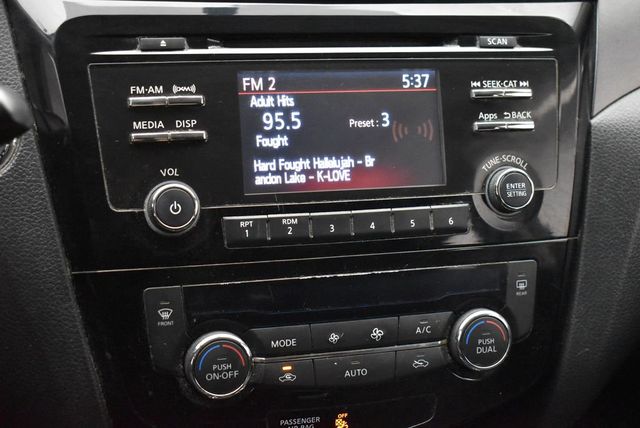 SCAN
FM 2 5:37
Adult Hits
95.5 Preset : 3
Fought
Hard Fought Hallelujah - Br
andon Lake - K-LOVE
FM·AM
MEDIA DISP
SEEK·CAT
Apps BACK
VOL
TUNE·SCROLL
ENTER
SETTING
RPT
1
RDM
2
3
4
5
6
FRONT
REAR
MODE
A/C
PUSH
ON·OFF
AUTO
PUSH
DUAL
PASSENGER
AIR BAG
OFF